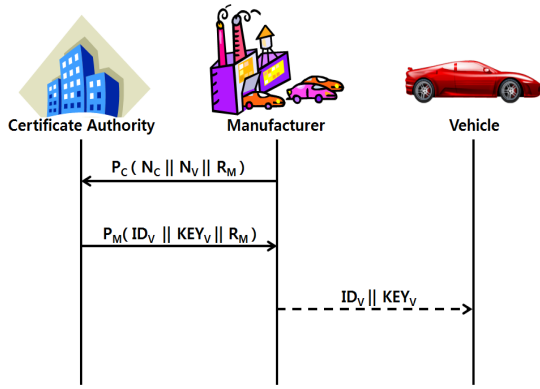 Certificate Authority Manufacturer Vehicle
P_C ( N_C || N_V || R_M )
P_M( ID_V || KEY_V || R_M )
ID_V || KEY_V